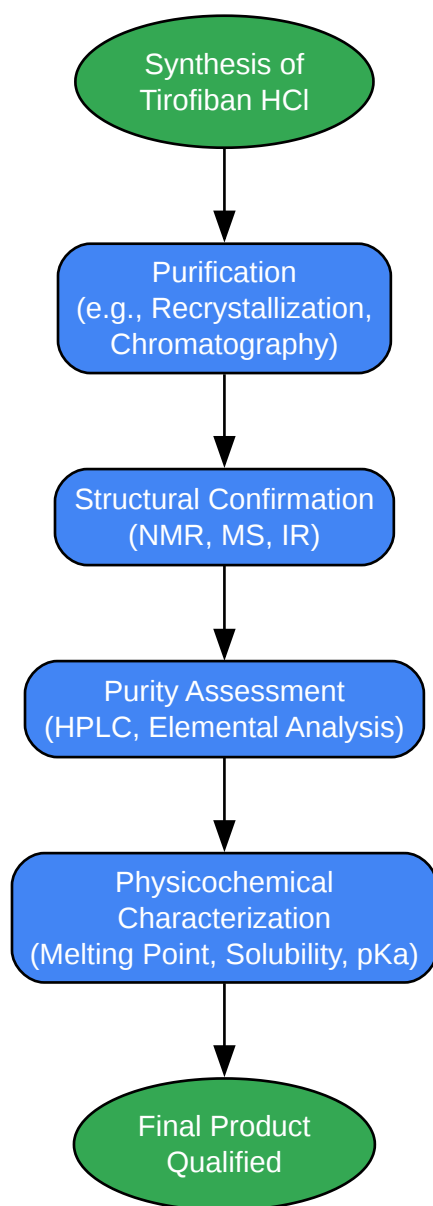 Synthesis of
Tirofiban HCl
Purification
(e.g., Recrystallization,
Chromatography)
Structural Confirmation
(NMR, MS, IR)
Purity Assessment
(HPLC, Elemental Analysis)
Physicochemical
Characterization
(Melting Point, Solubility, pKa)
Final Product
Qualified